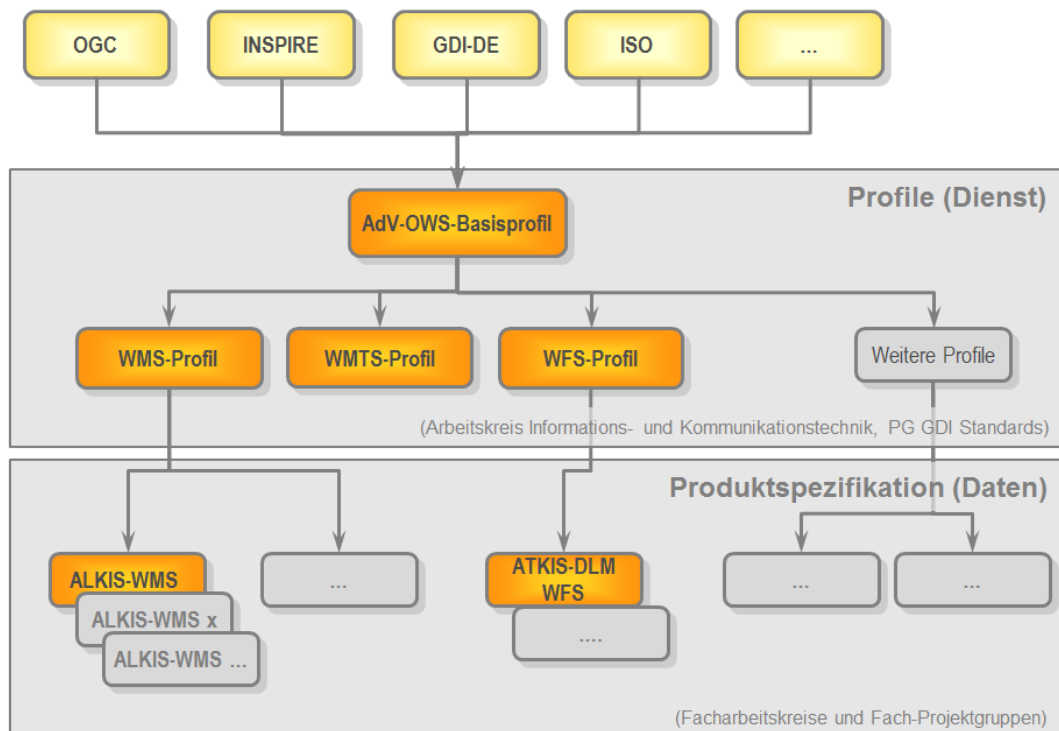 OGC
INSPIRE
GDI-DE
ISO
...
Profile (Dienst)
AdV-OWS-Basisprofil
WMS-Profil
WMTS-Profil
WFS-Profil
Weitere Profile
(Arbeitskreis Informations- und Kommunikationstechnik, PG GDI Standards)
Produktspezifikation (Daten)
ALKIS-WMS
ALKIS-WMS x
ALKIS-WMS ...
...
ATKIS-DLM
WFS
....
...
...
(Facharbeitskreise und Fach-Projektgruppen)